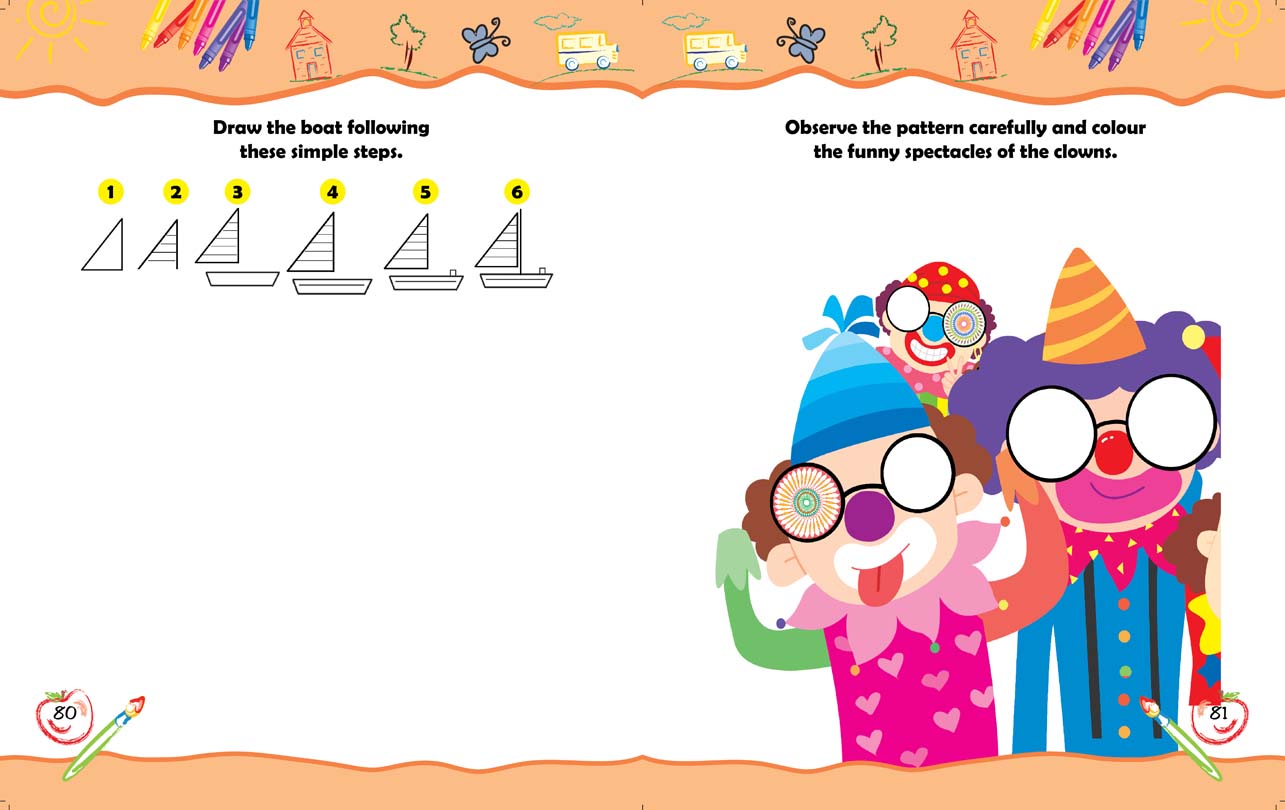 Draw the boat following
these simple steps.
1 2 3 4 5 6
80
Observe the pattern carefully and colour
the funny spectacles of the clowns.
81